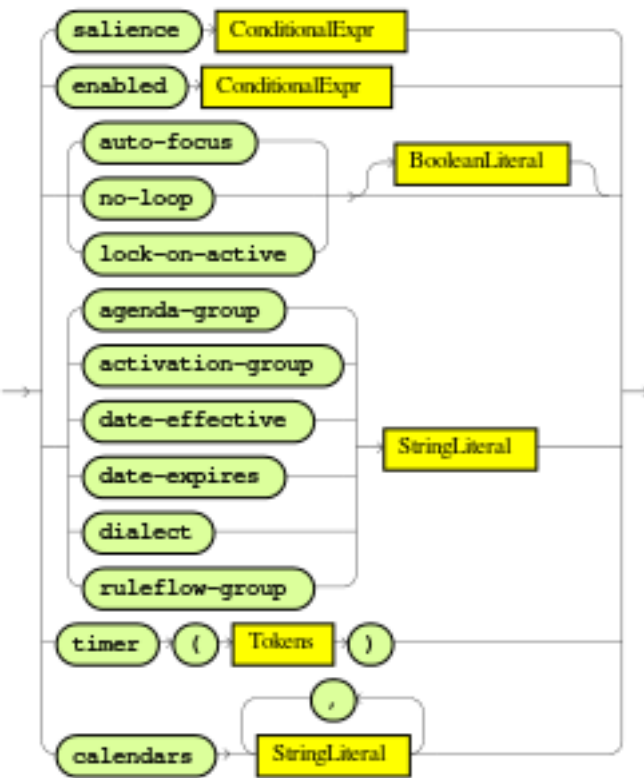 salience ConditionalExpr
enabled ConditionalExpr
auto-focus
BooleanLiteral
no-loop
lock-on-active
agenda-group
activation-group
date-effective
StringLiteral
date-expires
dialect
ruleflow-group
timer ( Tokens )
,
calendars StringLiteral